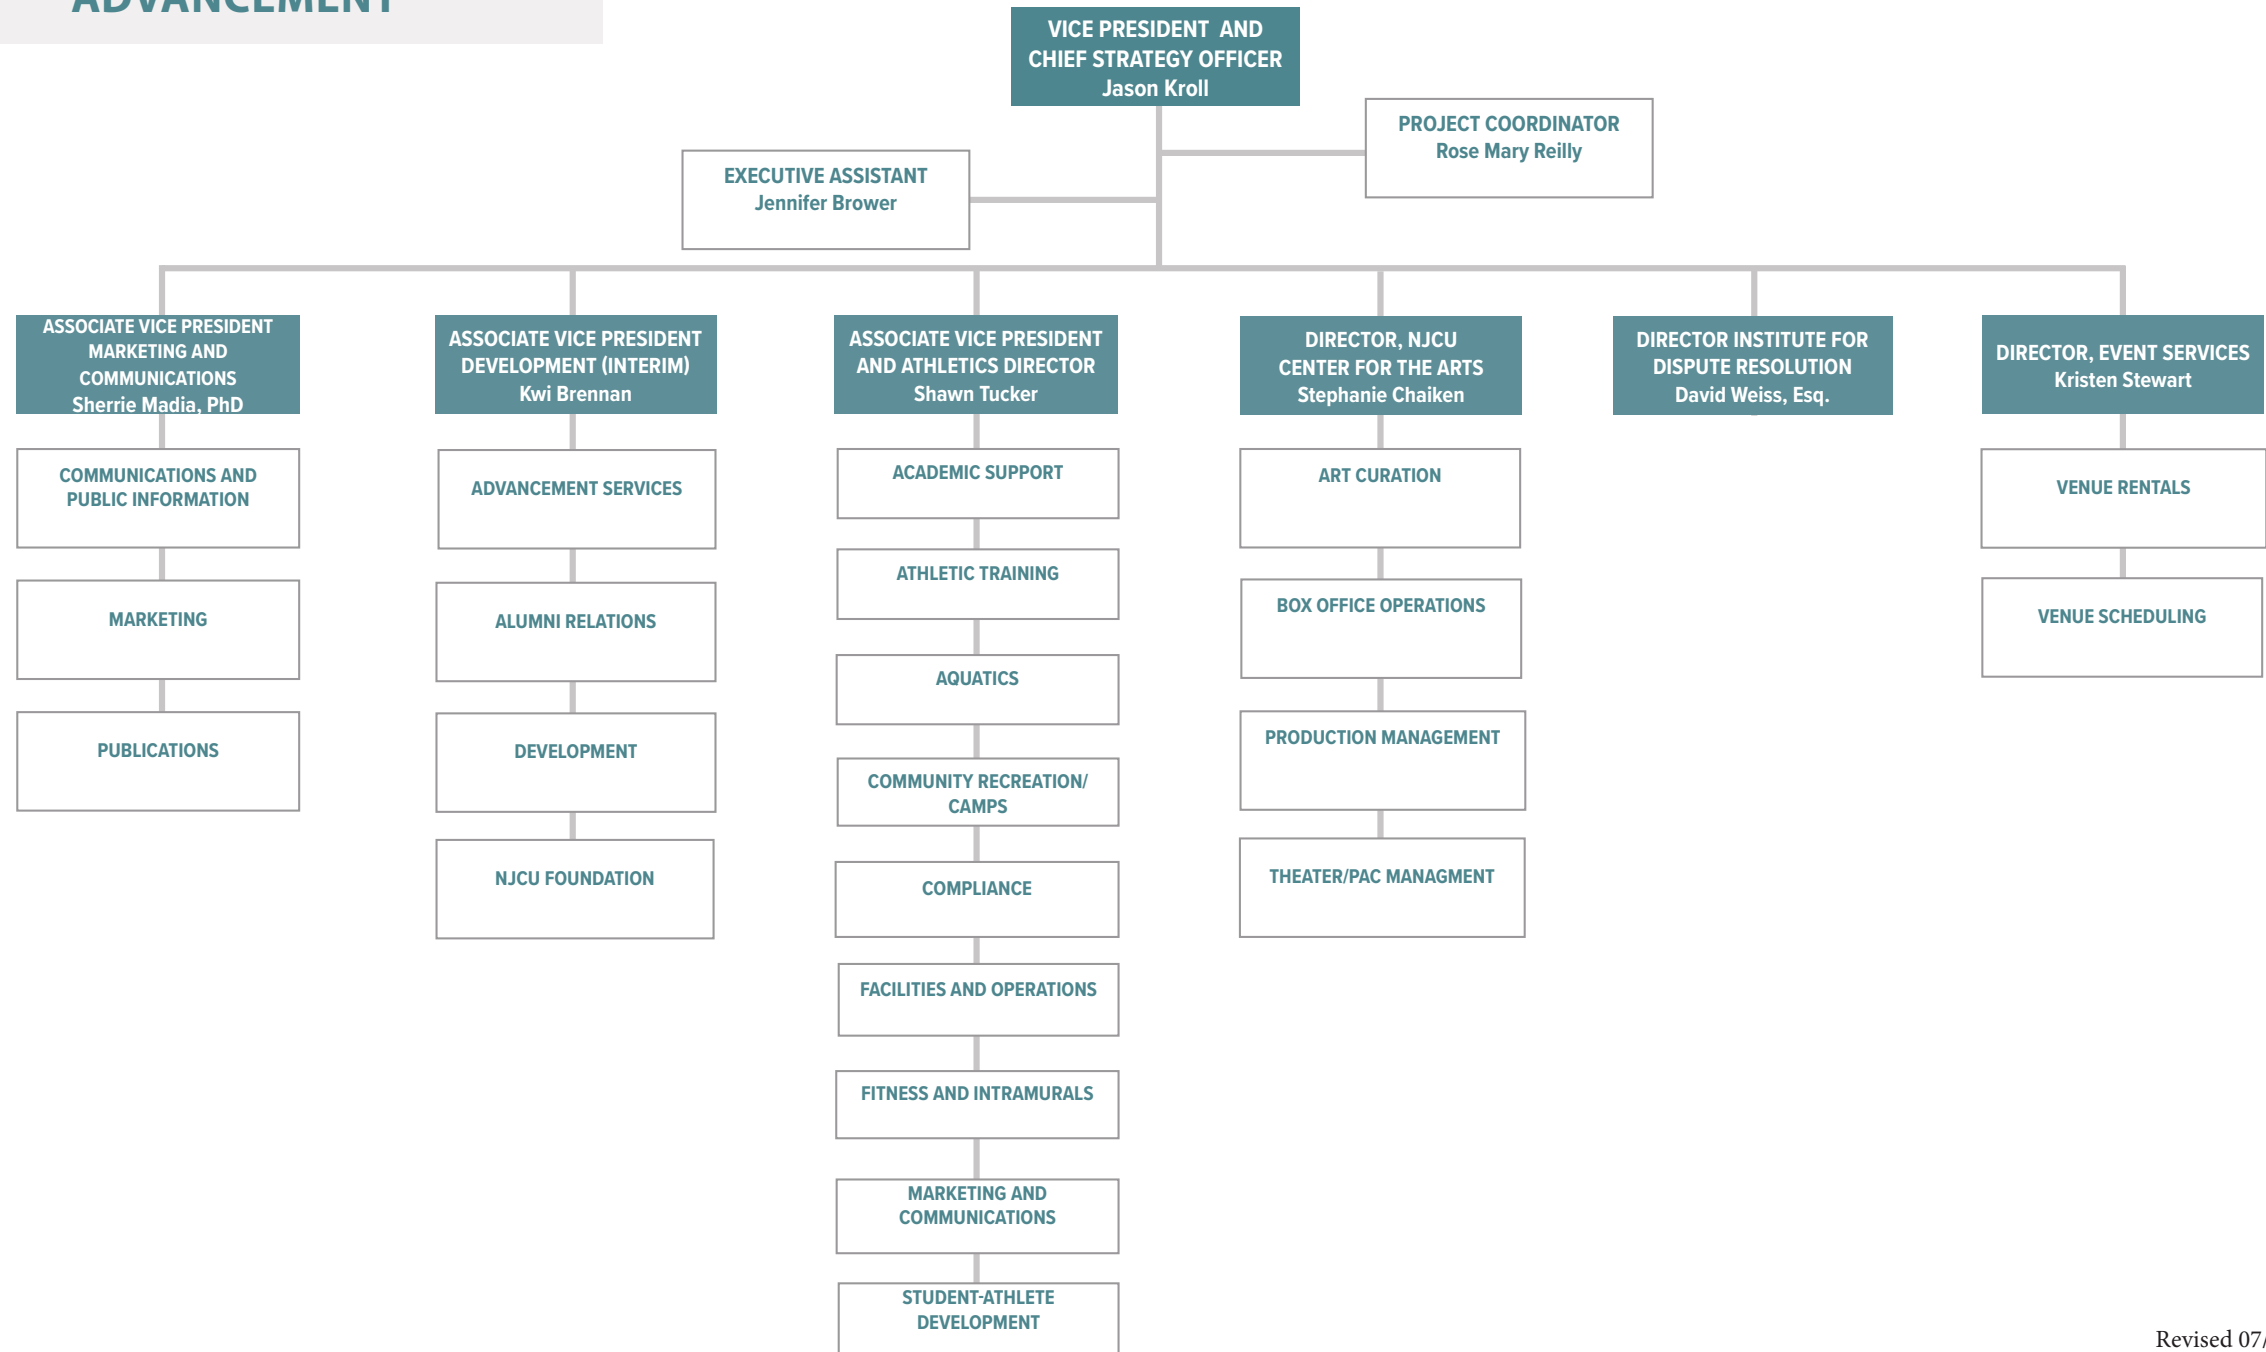 ADVANCEMENT
VICE PRESIDENT AND
CHIEF STRATEGY OFFICER
Jason Kroll
PROJECT COORDINATOR
Rose Mary Reilly
EXECUTIVE ASSISTANT
Jennifer Brower
ASSOCIATE VICE PRESIDENT
MARKETING AND
COMMUNICATIONS
Sherrie Madia, PhD
COMMUNICATIONS AND
PUBLIC INFORMATION
MARKETING
PUBLICATIONS
ASSOCIATE VICE PRESIDENT
DEVELOPMENT (INTERIM)
Kwi Brennan
ADVANCEMENT SERVICES
ALUMNI RELATIONS
DEVELOPMENT
NJCU FOUNDATION
ASSOCIATE VICE PRESIDENT
AND ATHLETICS DIRECTOR
Shawn Tucker
ACADEMIC SUPPORT
ATHLETIC TRAINING
AQUATICS
COMMUNITY RECREATION/
CAMPS
COMPLIANCE
FACILITIES AND OPERATIONS
FITNESS AND INTRAMURALS
MARKETING AND
COMMUNICATIONS
STUDENT-ATHLETE
DEVELOPMENT
DIRECTOR, NJCU
CENTER FOR THE ARTS
Stephanie Chaiken
ART CURATION
BOX OFFICE OPERATIONS
PRODUCTION MANAGEMENT
THEATER/PAC MANAGMENT
DIRECTOR INSTITUTE FOR
DISPUTE RESOLUTION
David Weiss, Esq.
DIRECTOR, EVENT SERVICES
Kristen Stewart
VENUE RENTALS
VENUE SCHEDULING
Revised 07/